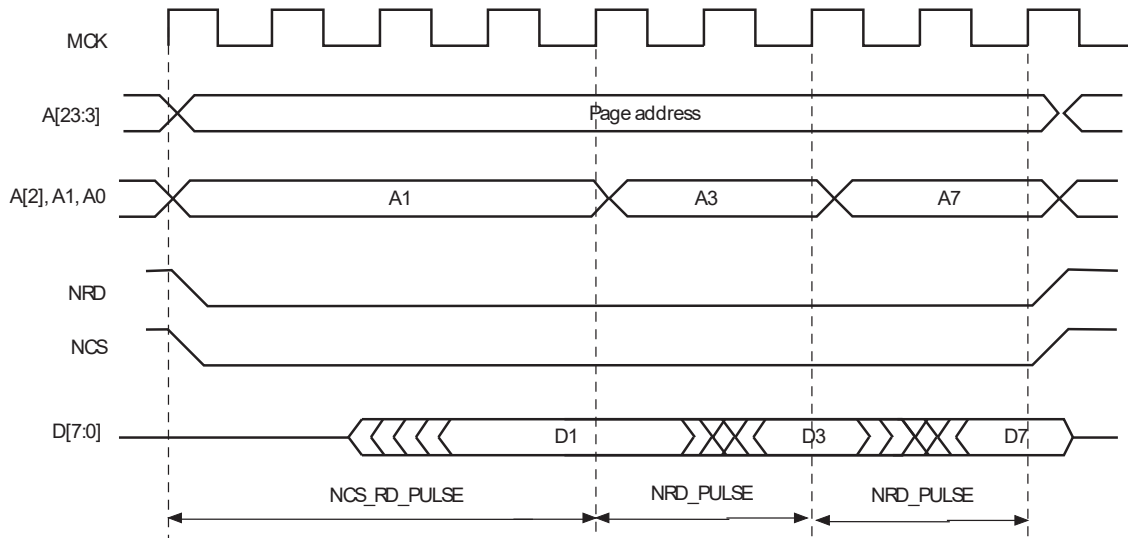 MCK
A[23:3]
Page address
A[2], A1, A0
A1
A3
A7
NRD
NCS
D[7:0]
D1
D3
D7
NCS_RD_PULSE
NRD_PULSE
NRD_PULSE